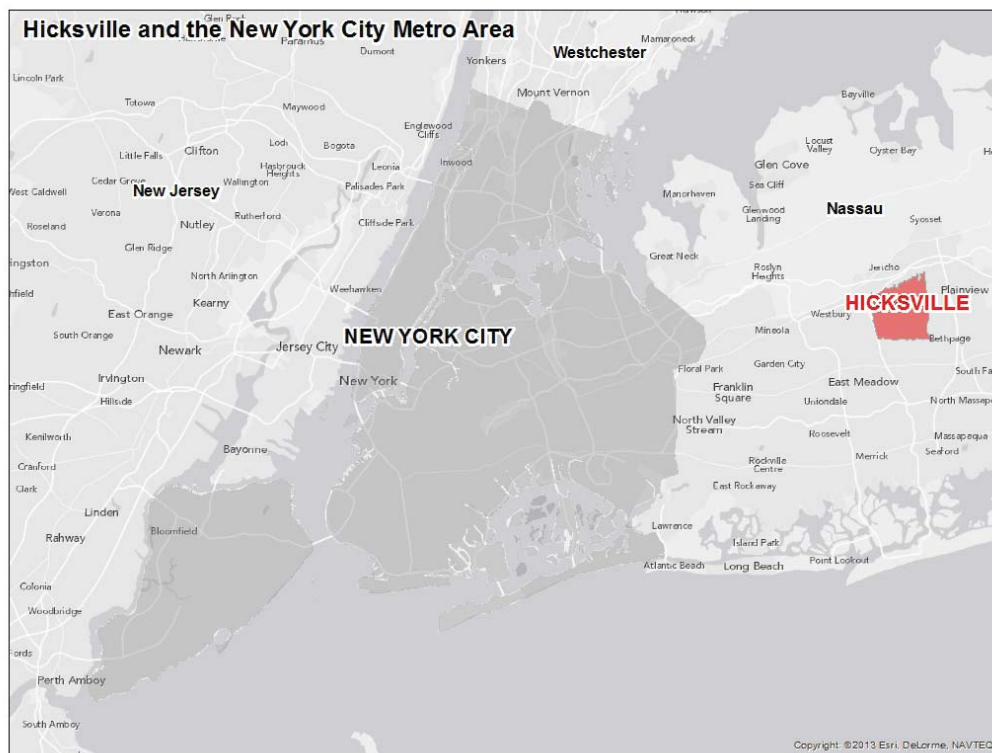 Hicksville and the New York City Metro Area
Paramus
Dumont
Yonkers
Westchester
Mamaroneck
Lincoln Park
Mount Vernon
Bayville
Totowa
Maywood
Englewood
Cliffs
Locust
Valley
Oyster Bay
Little Falls
Clifton
Lodi
Bogota
Hasbrouck
Heights
Leonia
Inwood
Glen Cove
Sea Cliff
West Caldwell
Cedar Grove
New Jersey
Wallington
Palisades Park
Manorhaven
Glenwood
Landing
Nassau
Verona
Roseland
Nutley
Rutherford
Cliffside Park
Syosset
Glen Ridge
Great Neck
Roslyn
Heights
Jericho
North Arlington
Weehawken
Kearny
East Orange
HICKSVILLE
Plainview
Westbury
South Orange
Newark
Jersey City
NEW YORK CITY
Mineola
Bethpage
Garden City
Floral Park
Irvington
Hillside
New York
Franklin
Square
East Meadow
Uniondale
North Valley
Stream
Roosevelt
Massapequa
Seaford
Merrick
Kenilworth
Cranford
Clark
Bayonne
Rockville
Centre
East Rockaway
Linden
Rahway
Bloomfield
Lawrence
Island Park
Atlantic Beach
Long Beach
Point Lookout
Colonia
Woodbridge
Perth Amboy
South Amboy
Copyright: ©2013 Esri, DeLorme, NAVTEQ